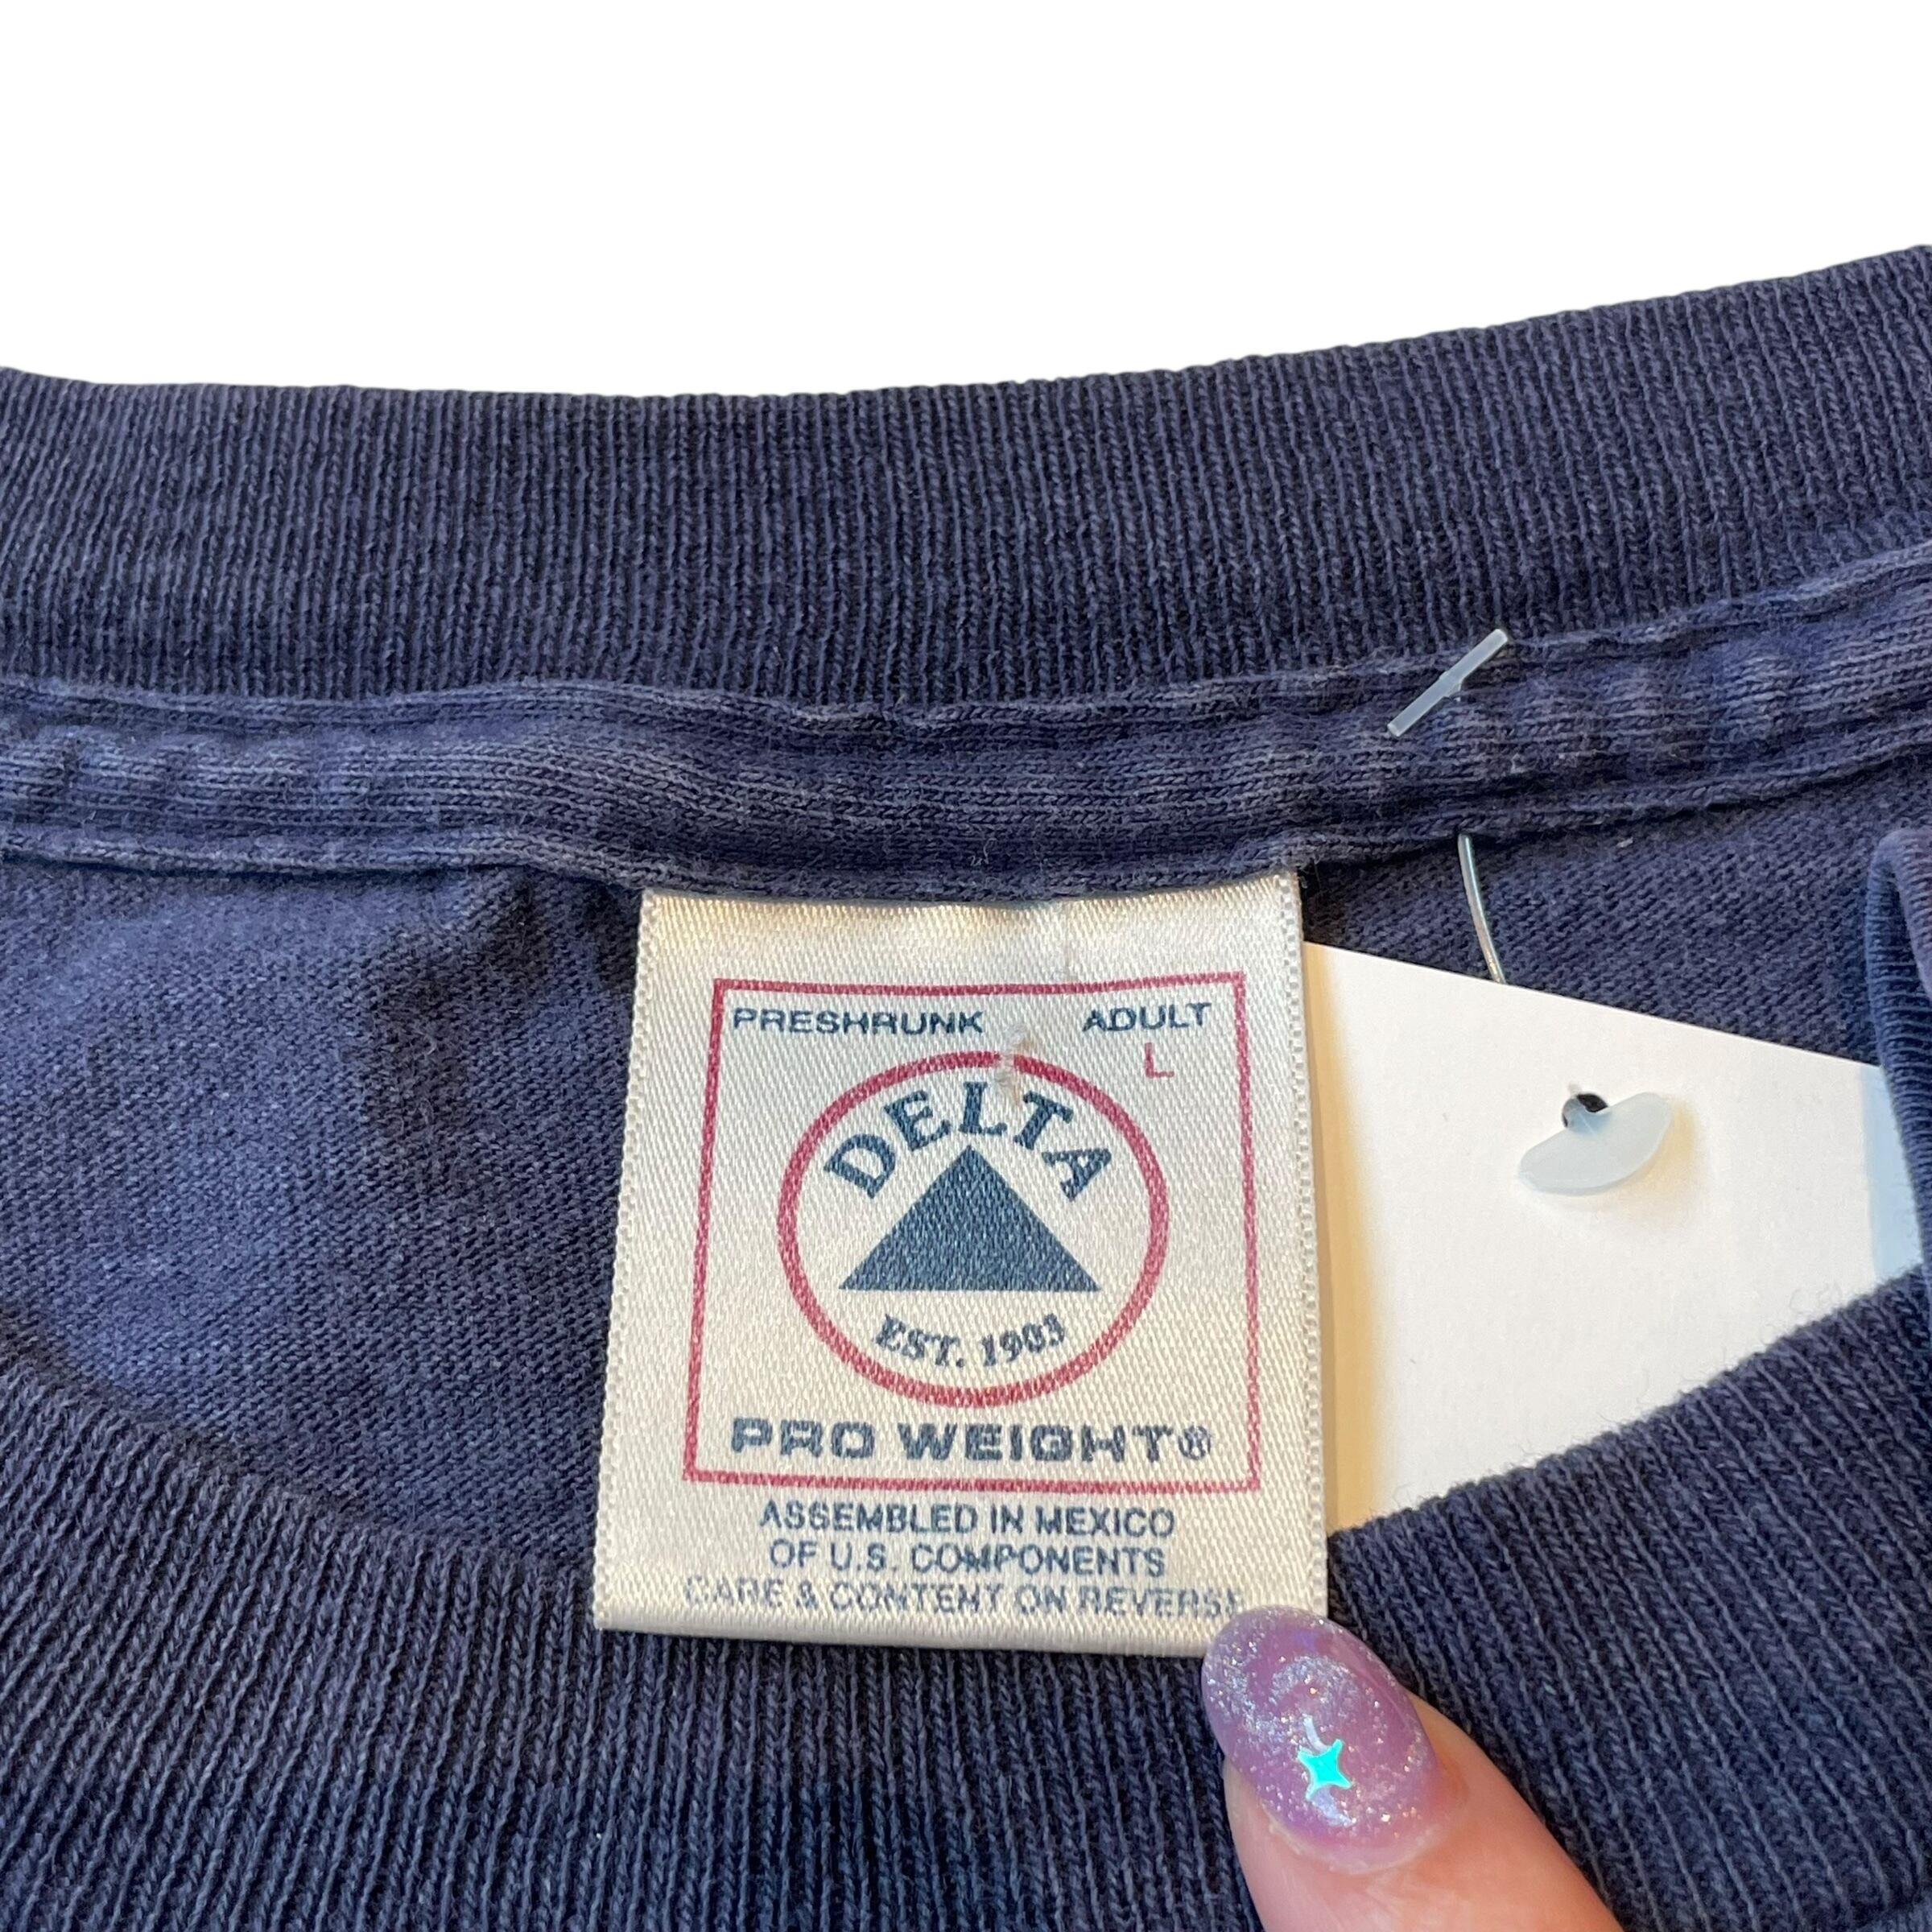 PRESHRUNK ADULT
L
DELTA
EST. 1903
PRO WEIGHT®
ASSEMBLED IN MEXICO
OF U.S. COMPONENTS
CARE & CONTENT ON REVERSE